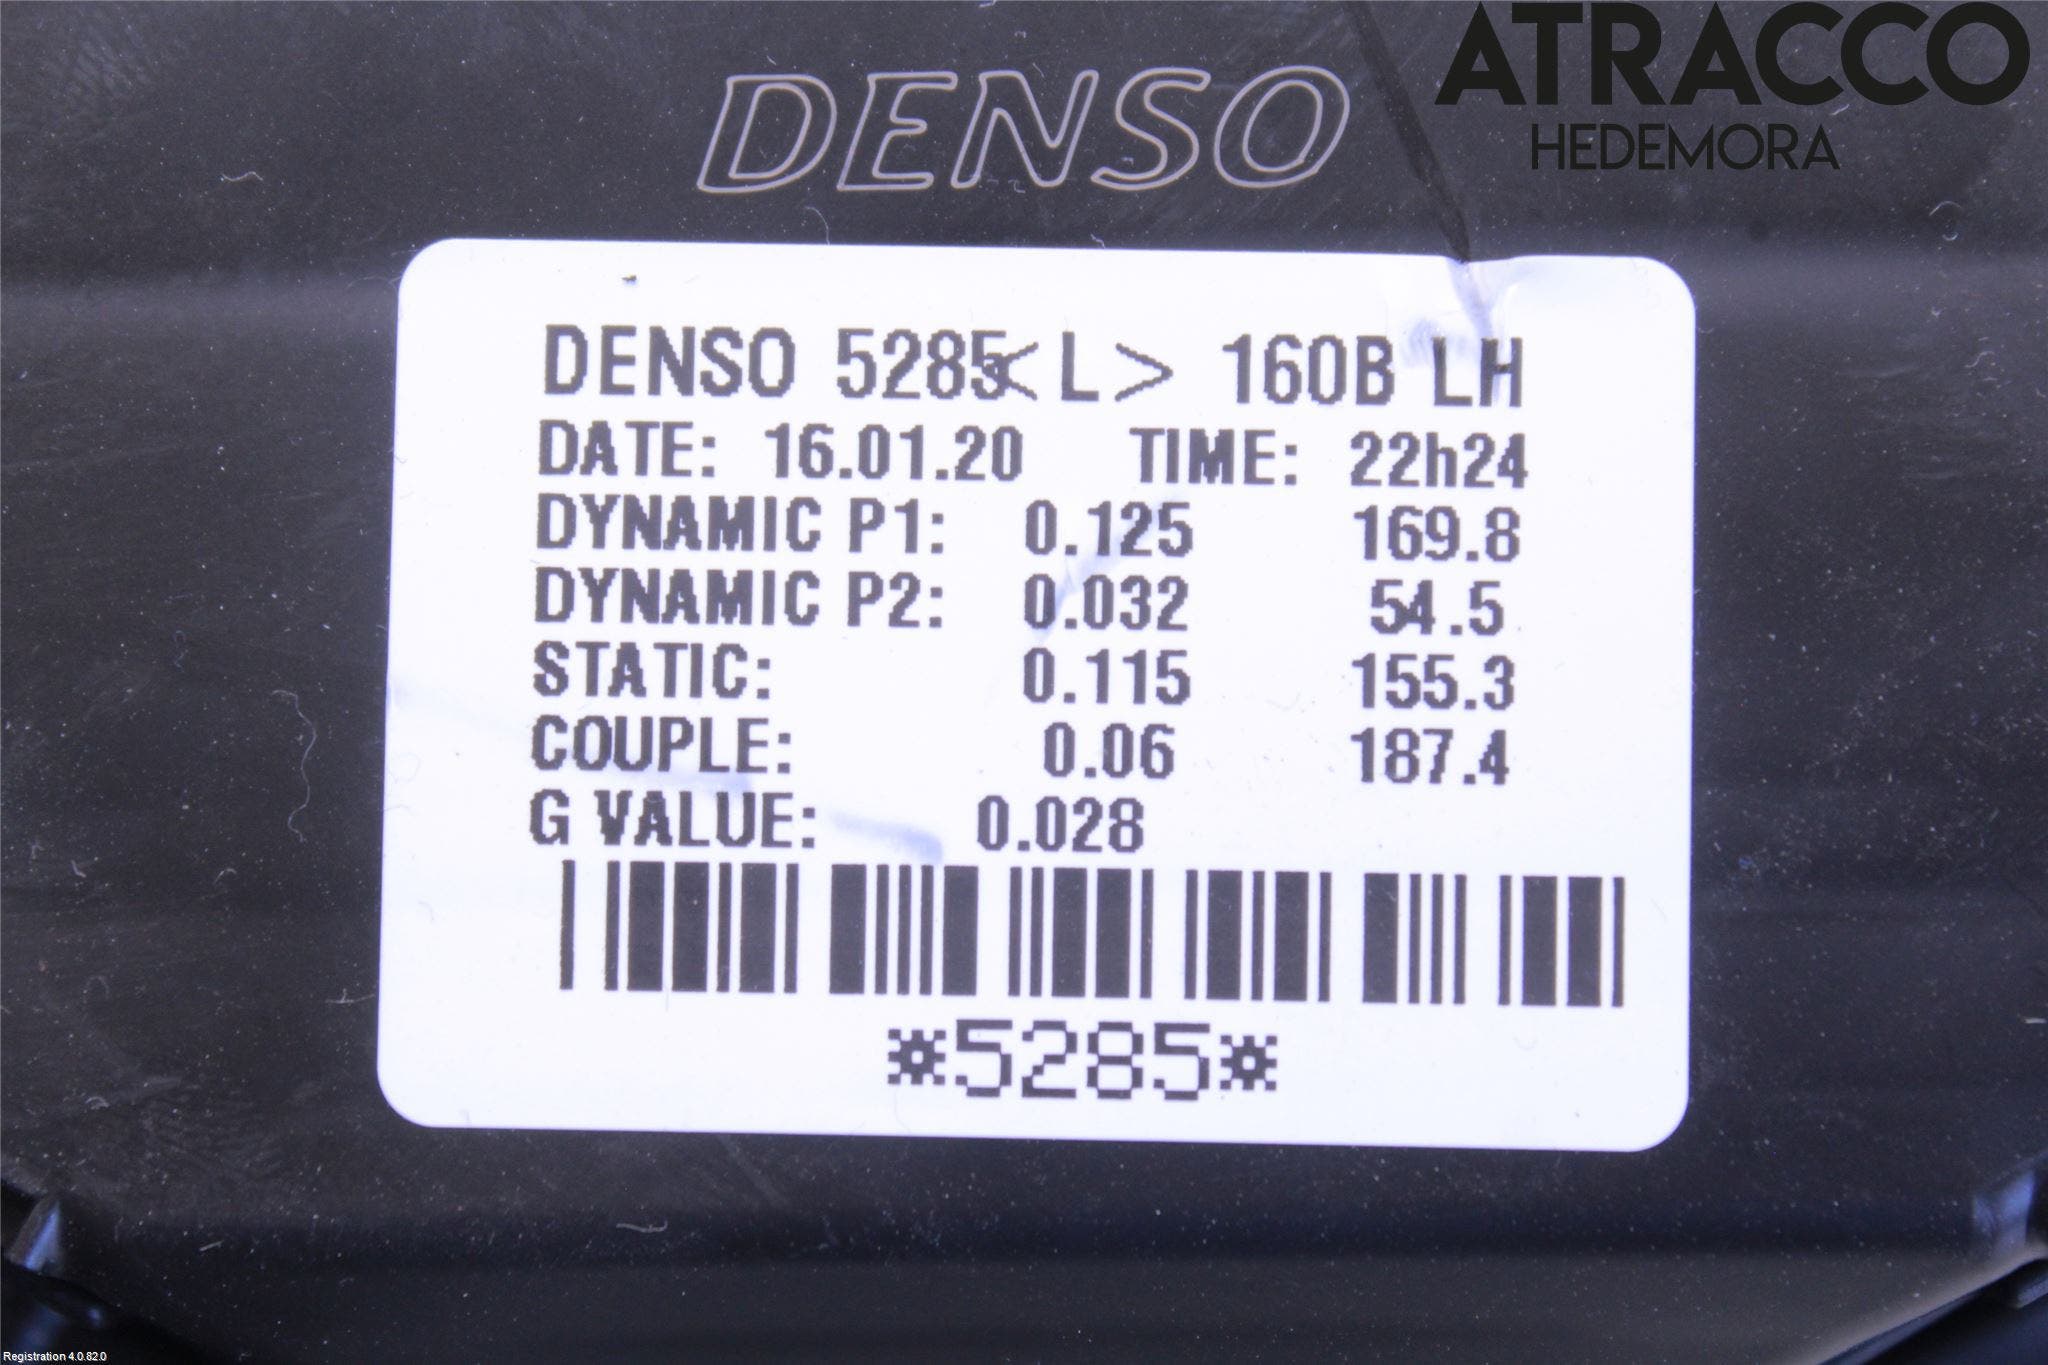 ATRACCO
HEDEMORA
DENSO
DENSO 5285<L> 160B LH
DATE: 16.01.20 TIME: 22h24
DYNAMIC P1: 0.125 169.8
DYNAMIC P2: 0.032 54.5
STATIC: 0.115 155.3
COUPLE: 0.06 187.4
G VALUE: 0.028
*5285*
Registration 4.0.82.0